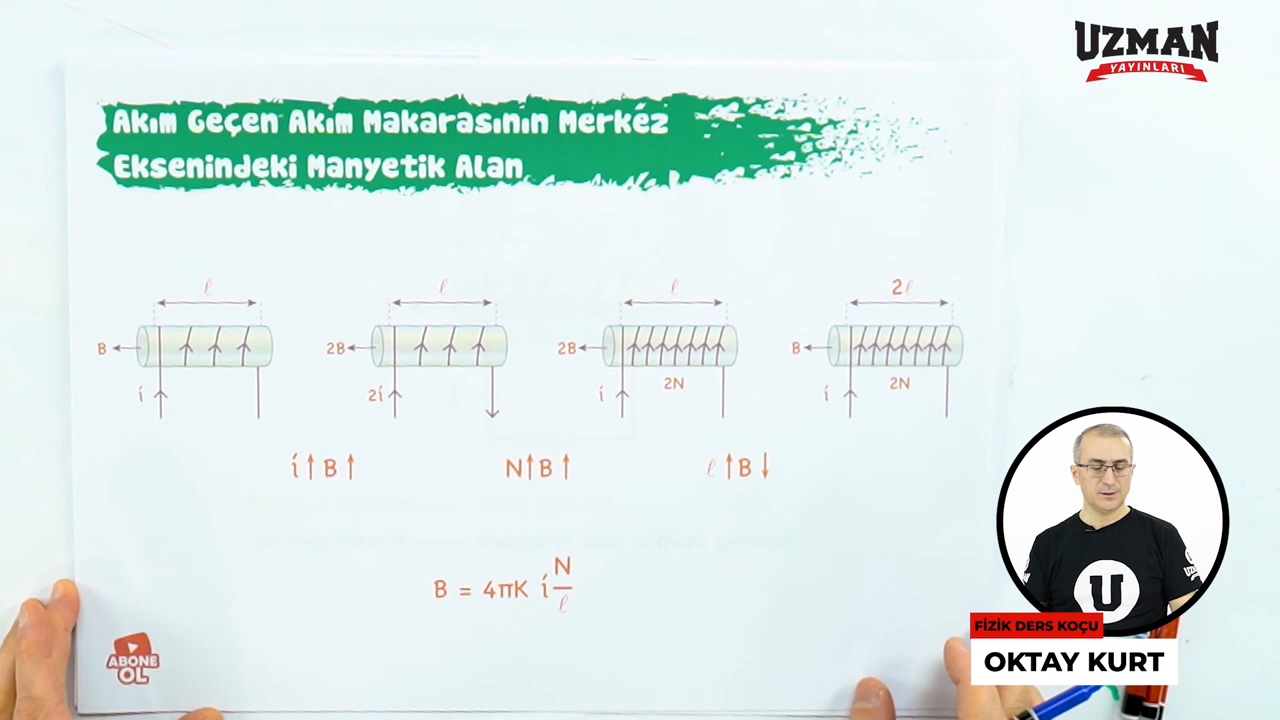 UZMAN
YAYINLARI
Akım Geçen Akım Makarasının Merkez
Eksenindeki Manyetik Alan
ℓ
ℓ
ℓ
2ℓ
B
2B
2B
B
i
2i
i
i
2N
2N
i↑B↑
N↑B↑
ℓ↑B↓
B = 4πK i N/ℓ
ABONE
OL
U
FİZİK DERS KOÇU
OKTAY KURT